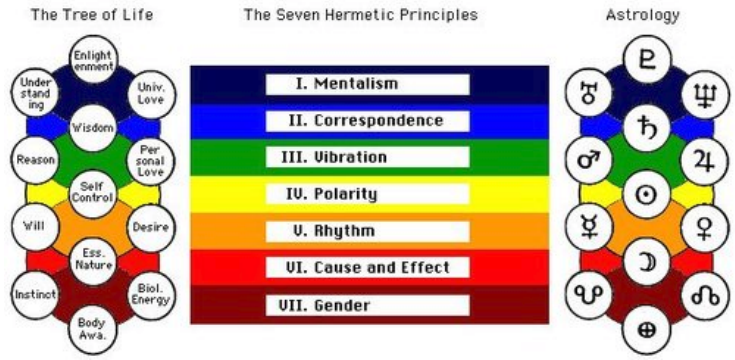 The Tree of Life
The Seven Hermetic Principles
Astrology
Enlight
enment
Under
stand
ing
Univ.
Love
Wisdom
Reason
Per
sonal
Love
Self
Control
Will
Desire
Ess.
Nature
Instinct
Biol.
Energy
Body
Awa.
I. Mentalism
II. Correspondence
III. Vibration
IV. Polarity
V. Rhythm
VI. Cause and Effect
VII. Gender
♇
♅
♆
♄
♂
♃
☉
☿
♀
☽
☋
☊
⊕